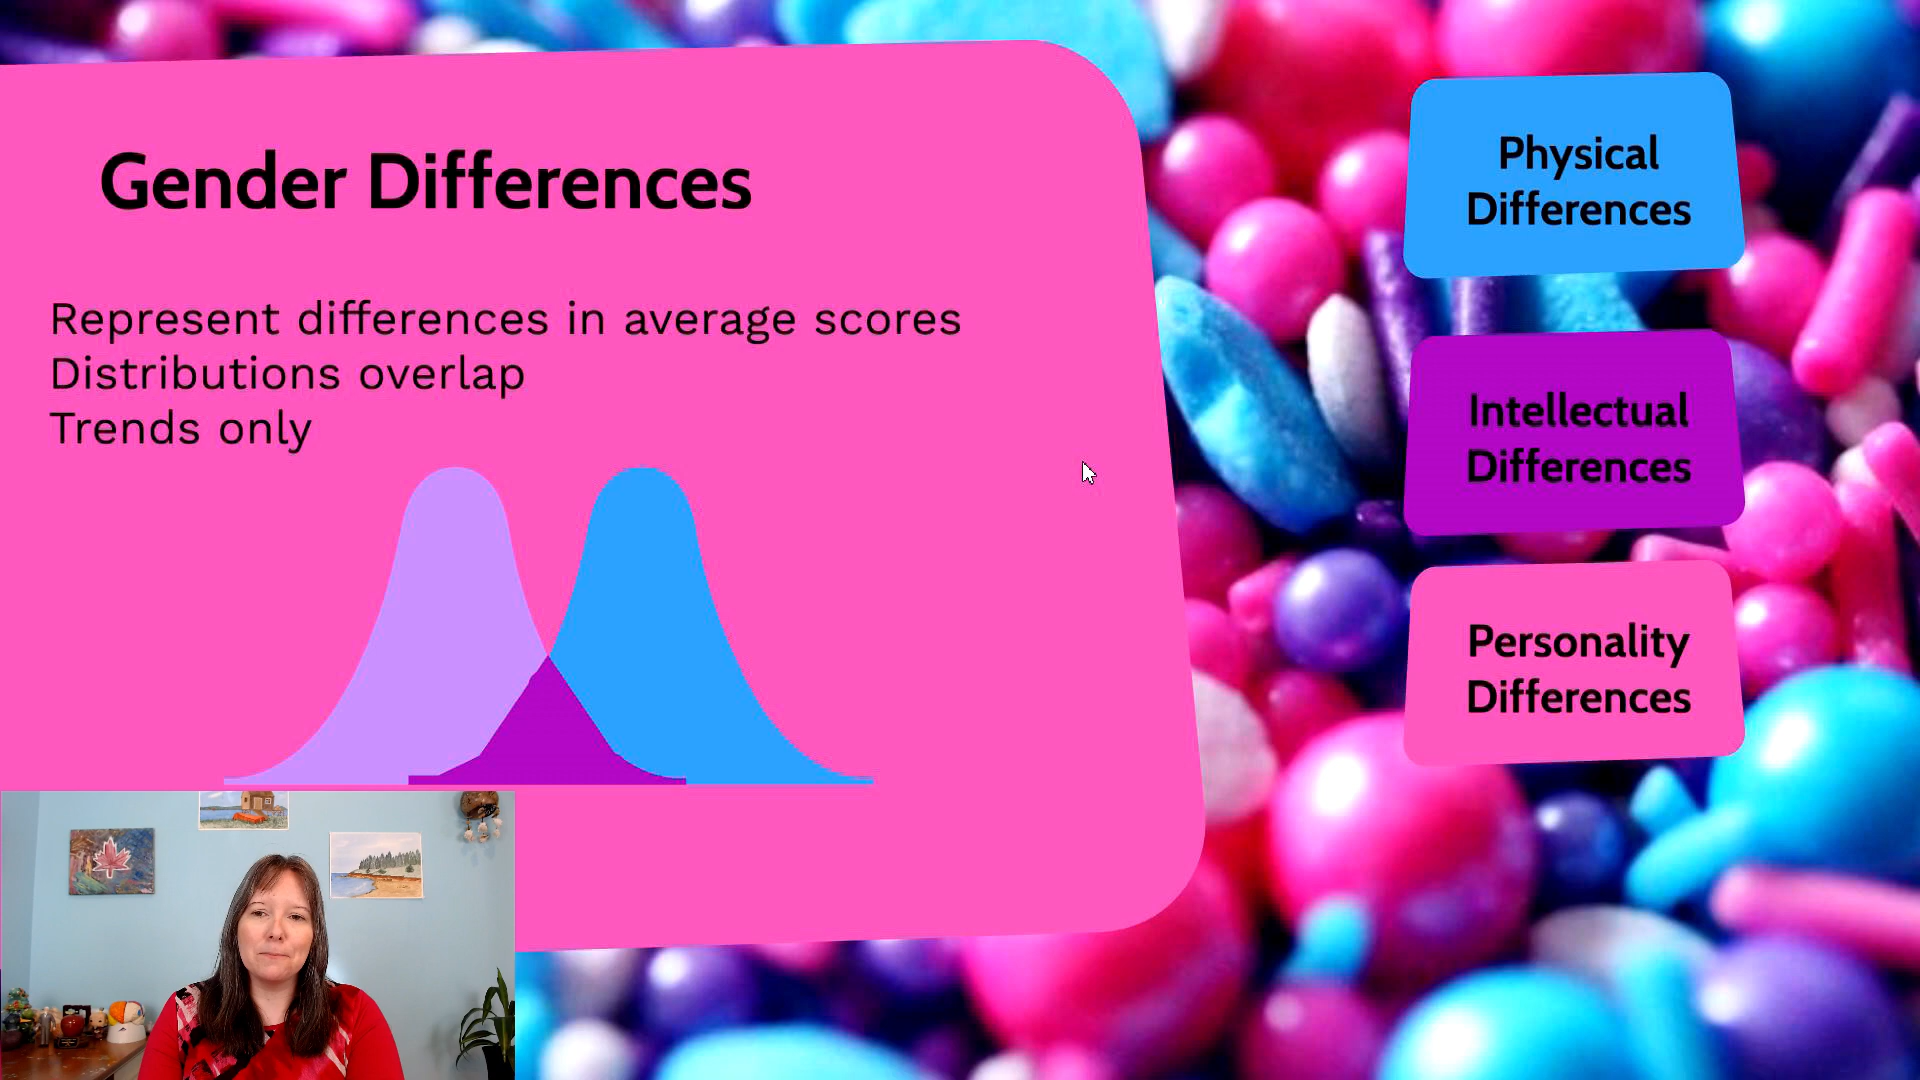 Gender Differences
Represent differences in average scores
Distributions overlap
Trends only
Physical
Differences
Intellectual
Differences
Personality
Differences